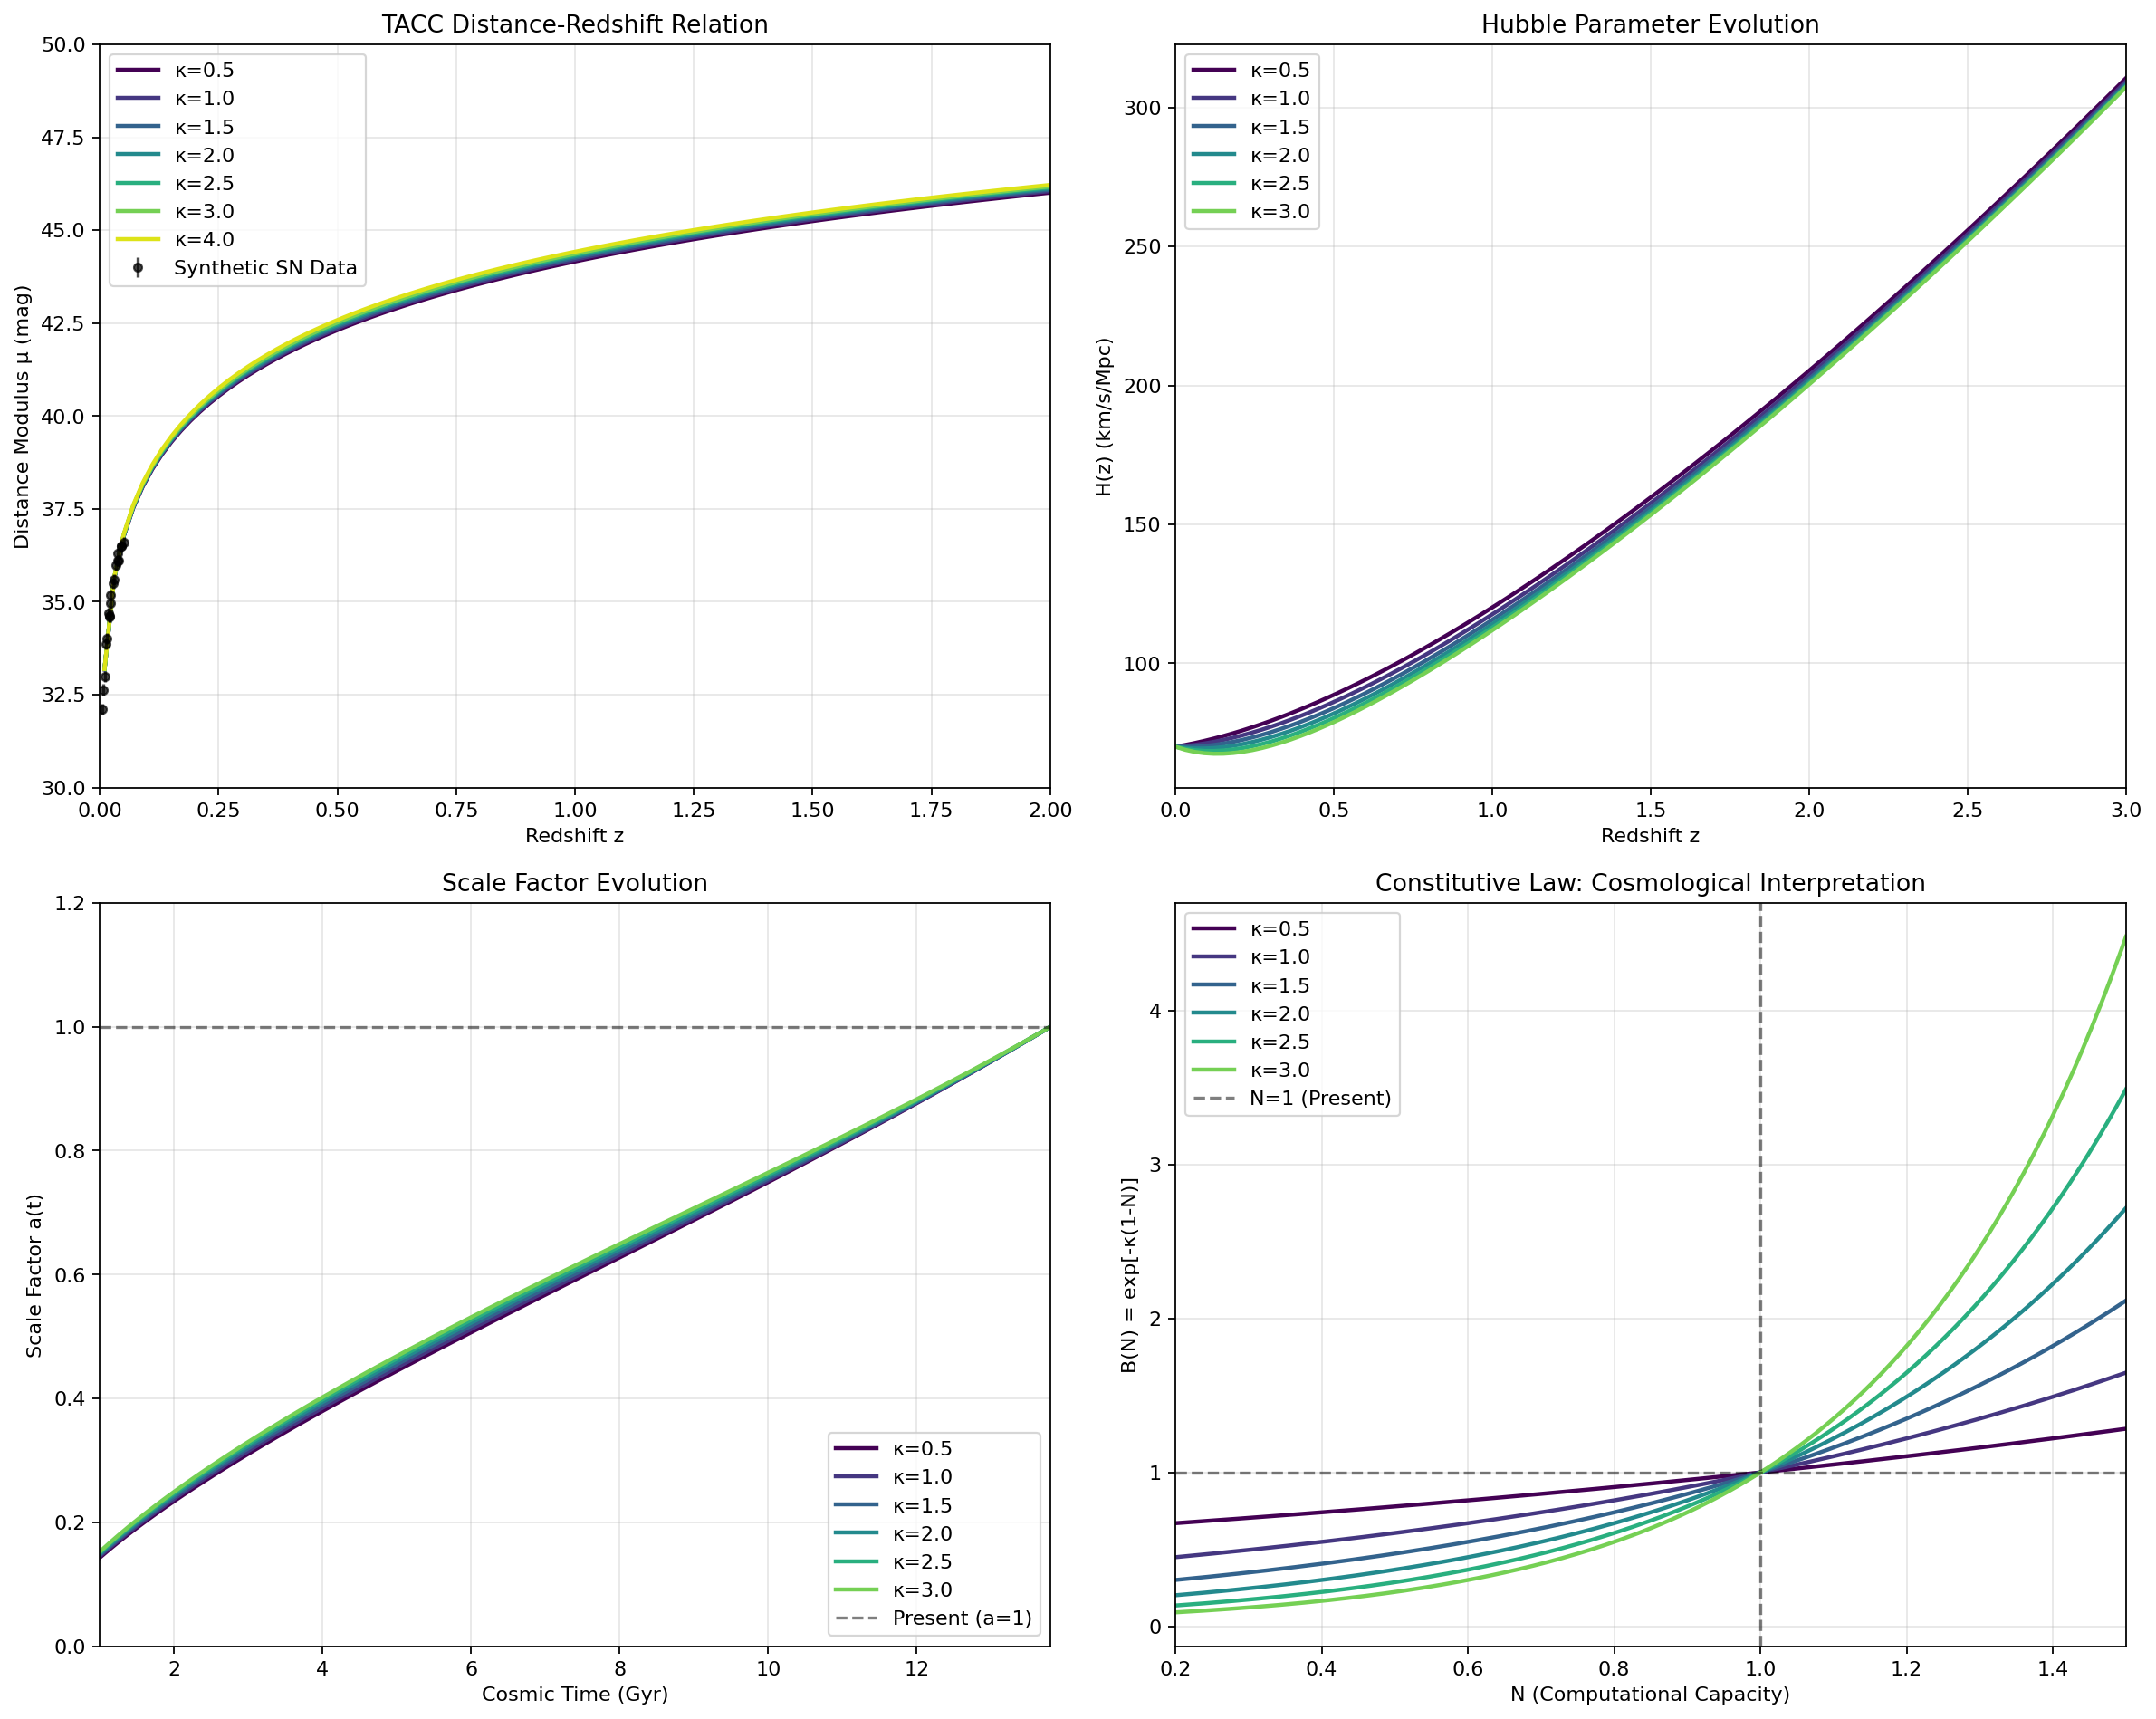 TACC Distance-Redshift Relation
Distance Modulus μ (mag)
50.0
47.5
45.0
42.5
40.0
37.5
35.0
32.5
30.0
κ=0.5
κ=1.0
κ=1.5
κ=2.0
κ=2.5
κ=3.0
κ=4.0
Synthetic SN Data
0.00 0.25 0.50 0.75 1.00 1.25 1.50 1.75 2.00
Redshift z
Hubble Parameter Evolution
H(z) (km/s/Mpc)
300
250
200
150
100
κ=0.5
κ=1.0
κ=1.5
κ=2.0
κ=2.5
κ=3.0
0.0 0.5 1.0 1.5 2.0 2.5 3.0
Redshift z
Scale Factor Evolution
Scale Factor a(t)
1.2
1.0
0.8
0.6
0.4
0.2
0.0
κ=0.5
κ=1.0
κ=1.5
κ=2.0
κ=2.5
κ=3.0
Present (a=1)
2 4 6 8 10 12
Cosmic Time (Gyr)
Constitutive Law: Cosmological Interpretation
B(N) = exp[-κ(1-N)]
4
3
2
1
0
κ=0.5
κ=1.0
κ=1.5
κ=2.0
κ=2.5
κ=3.0
N=1 (Present)
0.2 0.4 0.6 0.8 1.0 1.2 1.4
N (Computational Capacity)